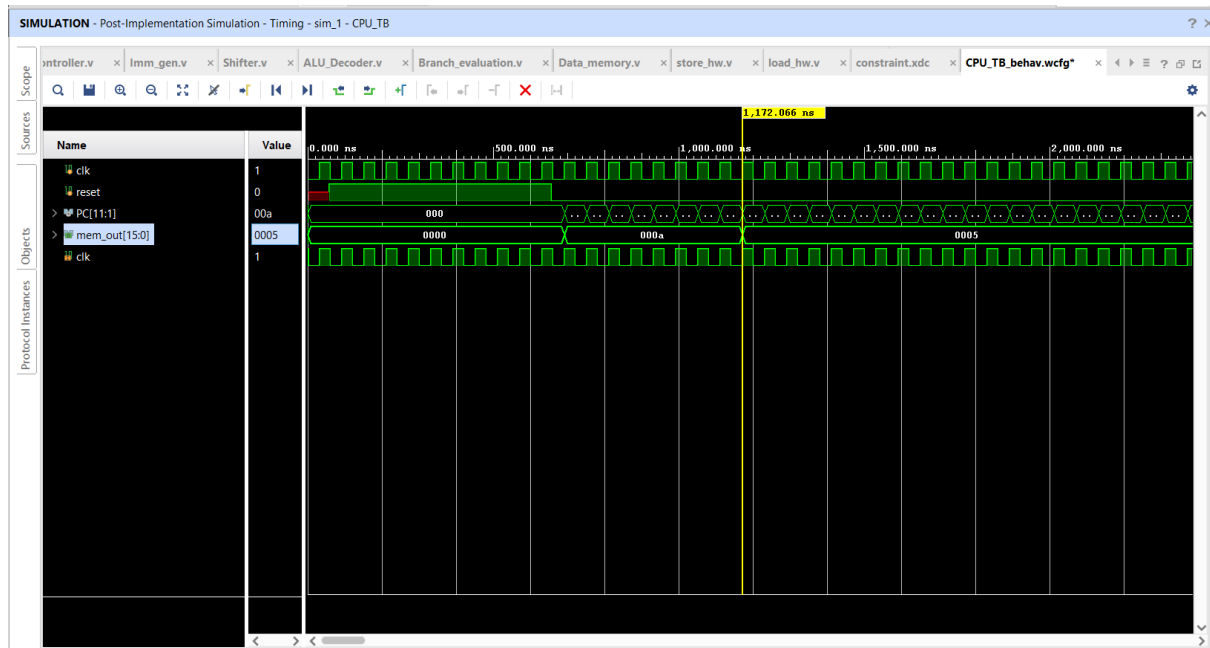 SIMULATION - Post-Implementation Simulation - Timing - sim_1 - CPU_TB
?
ontroller.v Imm_gen.v Shifter.v ALU_Decoder.v Branch_evaluation.v Data_memory.v store_hw.v load_hw.v constraint.xdc CPU_TB_behav.wcfg*
Scope
Sources
Objects
Protocol Instances
1,172.066 ns
Name Value
0.000 ns 500.000 ns 1,000.000 ns 1,500.000 ns 2,000.000 ns
clk 1
reset 0
PC[11:1] 00a 000 .. .. .. .. .. .. .. .. .. .. .. .. .. .. .. .. .. .. .. .. .. .. .. .. .. .. .. ..
mem_out[15:0] 0005 0000 000a 0005
clk 1